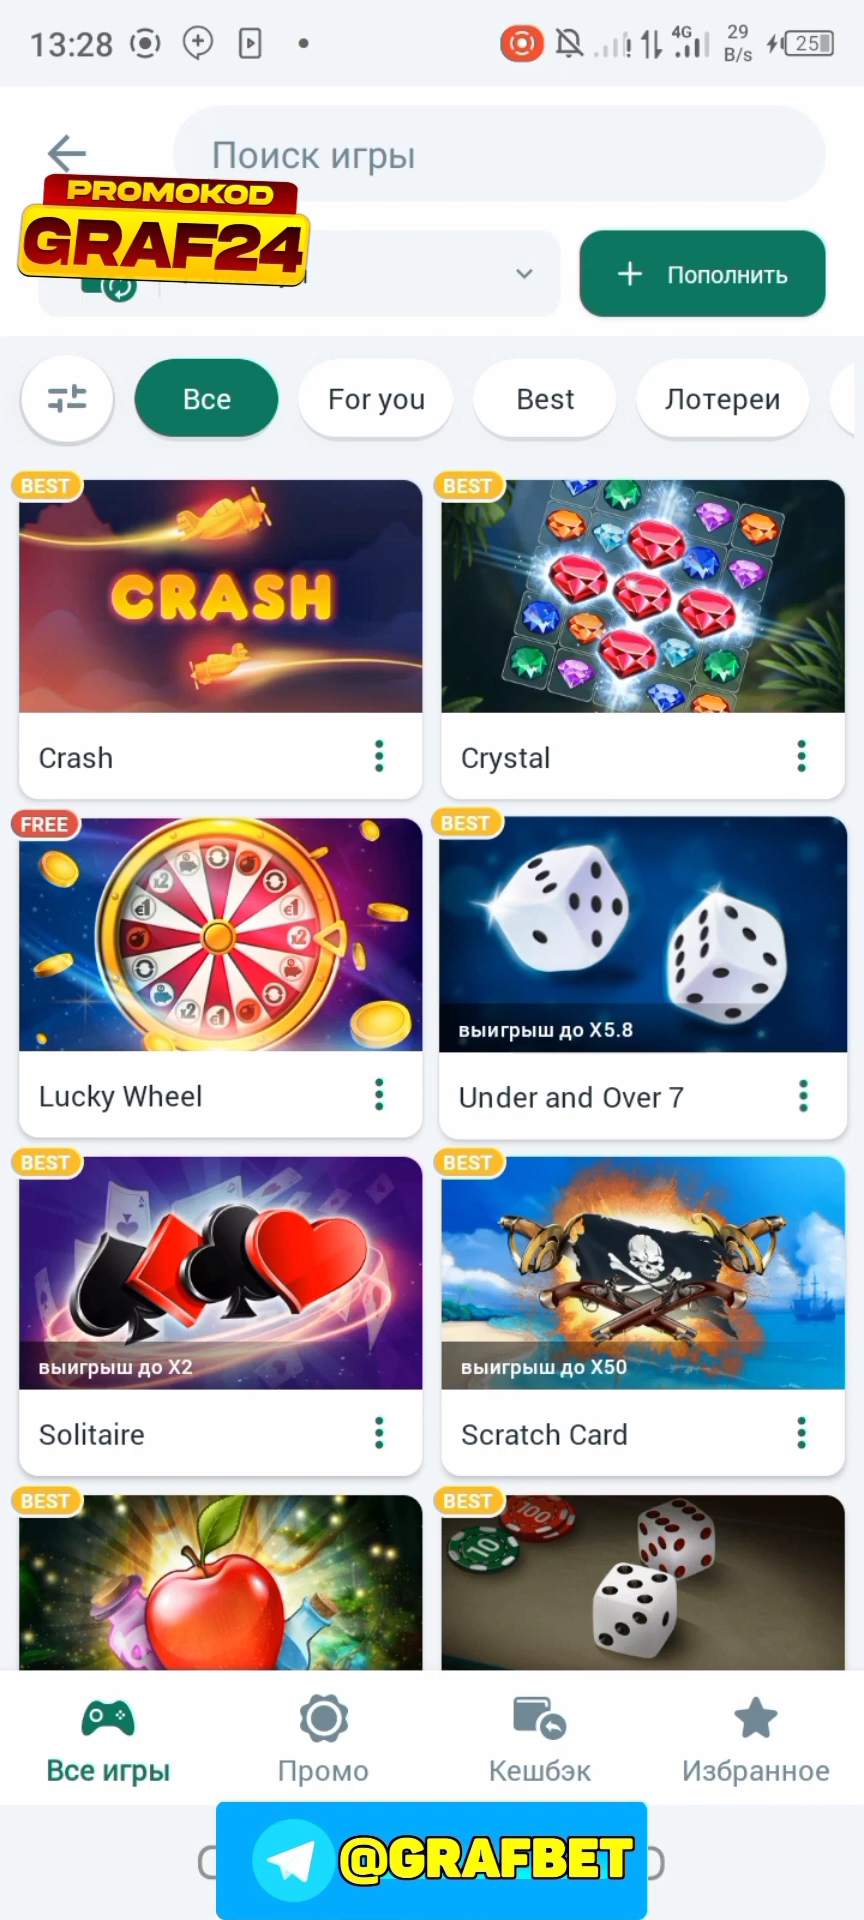 13:28
4G
29
B/s
25
Поиск игры
PROMOKOD
GRAF24
+ Пополнить
Все
For you
Best
Лотереи
BEST
BEST
CRASH
Crash
Crystal
FREE
BEST
выигрыш до X5.8
Lucky Wheel
Under and Over 7
BEST
BEST
выигрыш до X2
выигрыш до X50
Solitaire
Scratch Card
BEST
BEST
100
10
Все игры
Промо
Кешбэк
Избранное
@GRAFBET